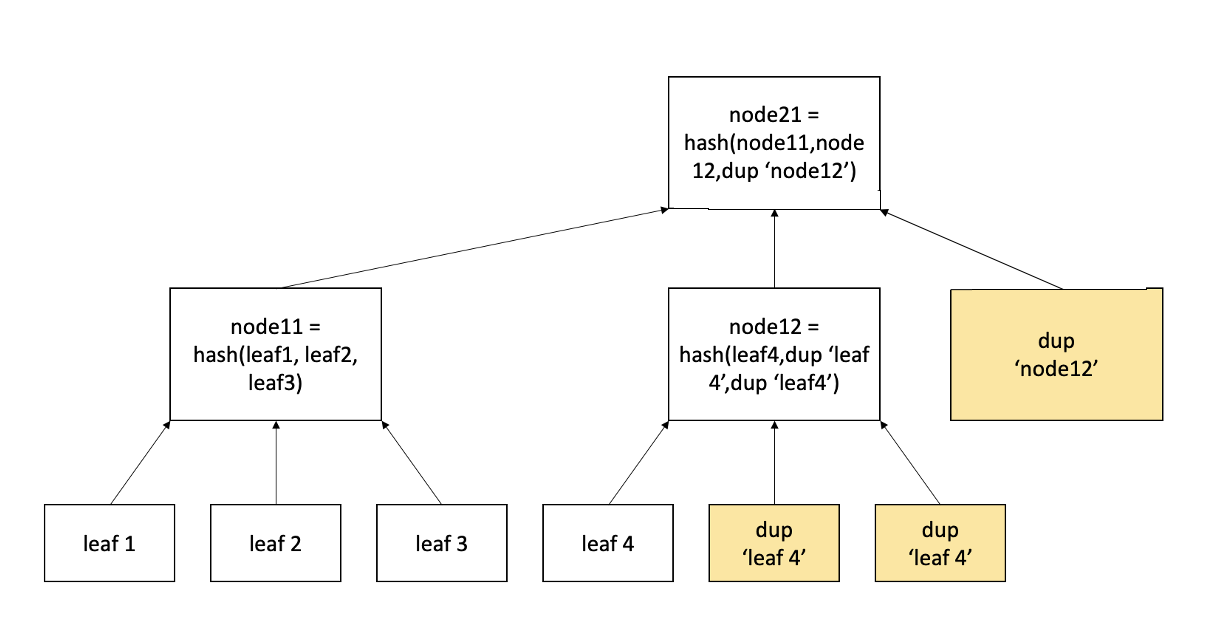 node21 =
hash(node11,node
12,dup ‘node12’)
node11 =
hash(leaf1, leaf2,
leaf3)
node12 =
hash(leaf4,dup ‘leaf
4’,dup ‘leaf4’)
dup
‘node12’
leaf 1
leaf 2
leaf 3
leaf 4
dup
‘leaf 4’
dup
‘leaf 4’